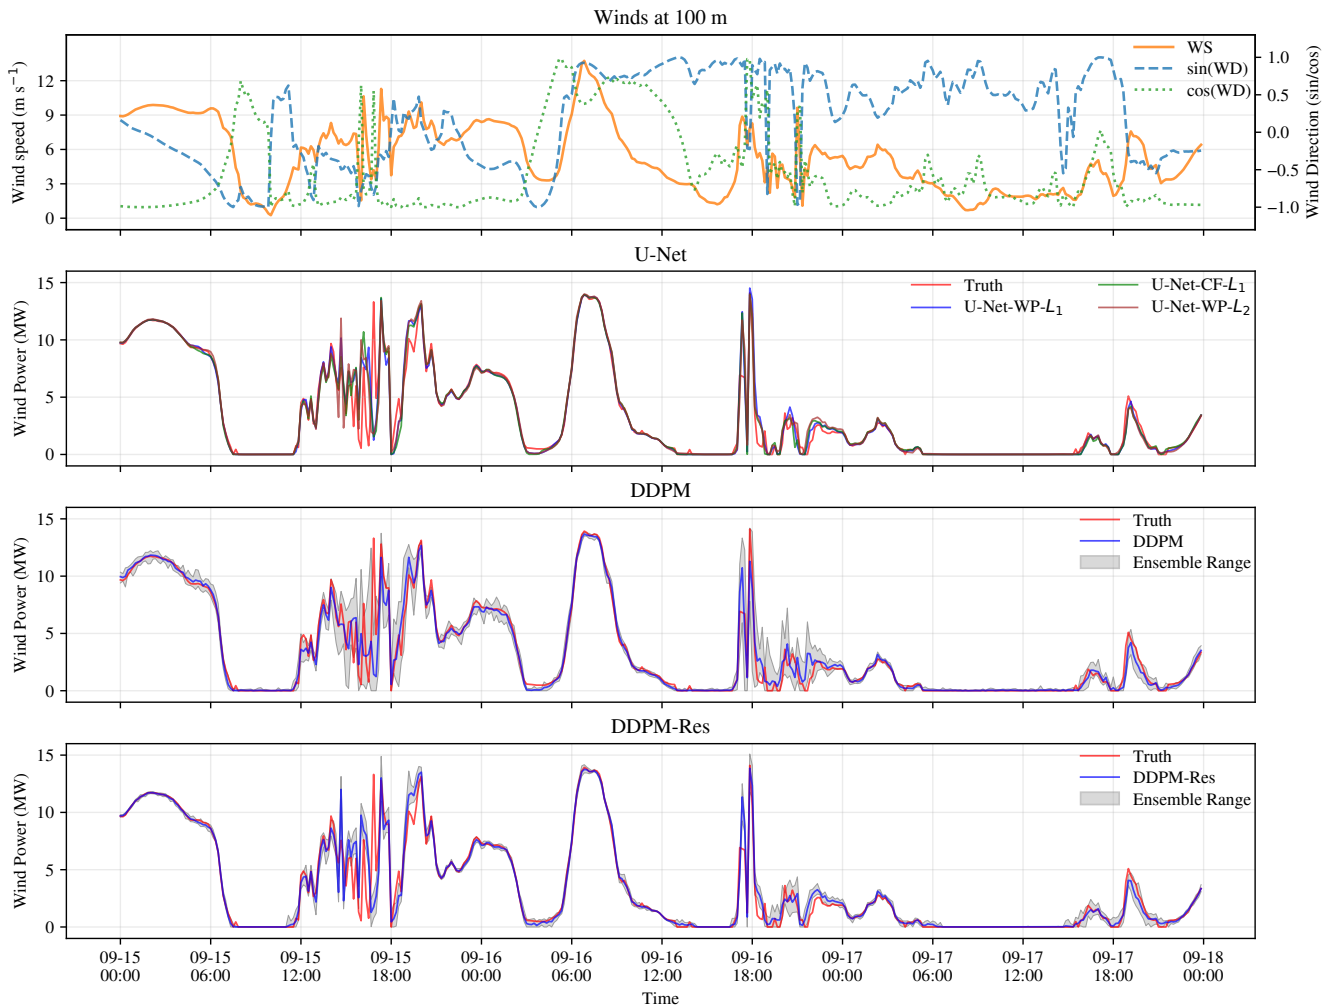 Winds at 100 m
Wind speed (m s⁻¹)
12
9
6
3
0
WS
sin(WD)
cos(WD)
1.0
0.5
0.0
−0.5
−1.0
Wind Direction (sin/cos)
U-Net
Wind Power (MW)
15
10
5
0
Truth
U-Net-WP-L₁
U-Net-CF-L₁
U-Net-WP-L₂
DDPM
Wind Power (MW)
15
10
5
0
Truth
DDPM
Ensemble Range
DDPM-Res
Wind Power (MW)
15
10
5
0
Truth
DDPM-Res
Ensemble Range
09-15 09-15 09-15 09-15 09-16 09-16 09-16 09-16 09-17 09-17 09-17 09-17 09-18
00:00 06:00 12:00 18:00 00:00 06:00 12:00 18:00 00:00 06:00 12:00 18:00 00:00
Time